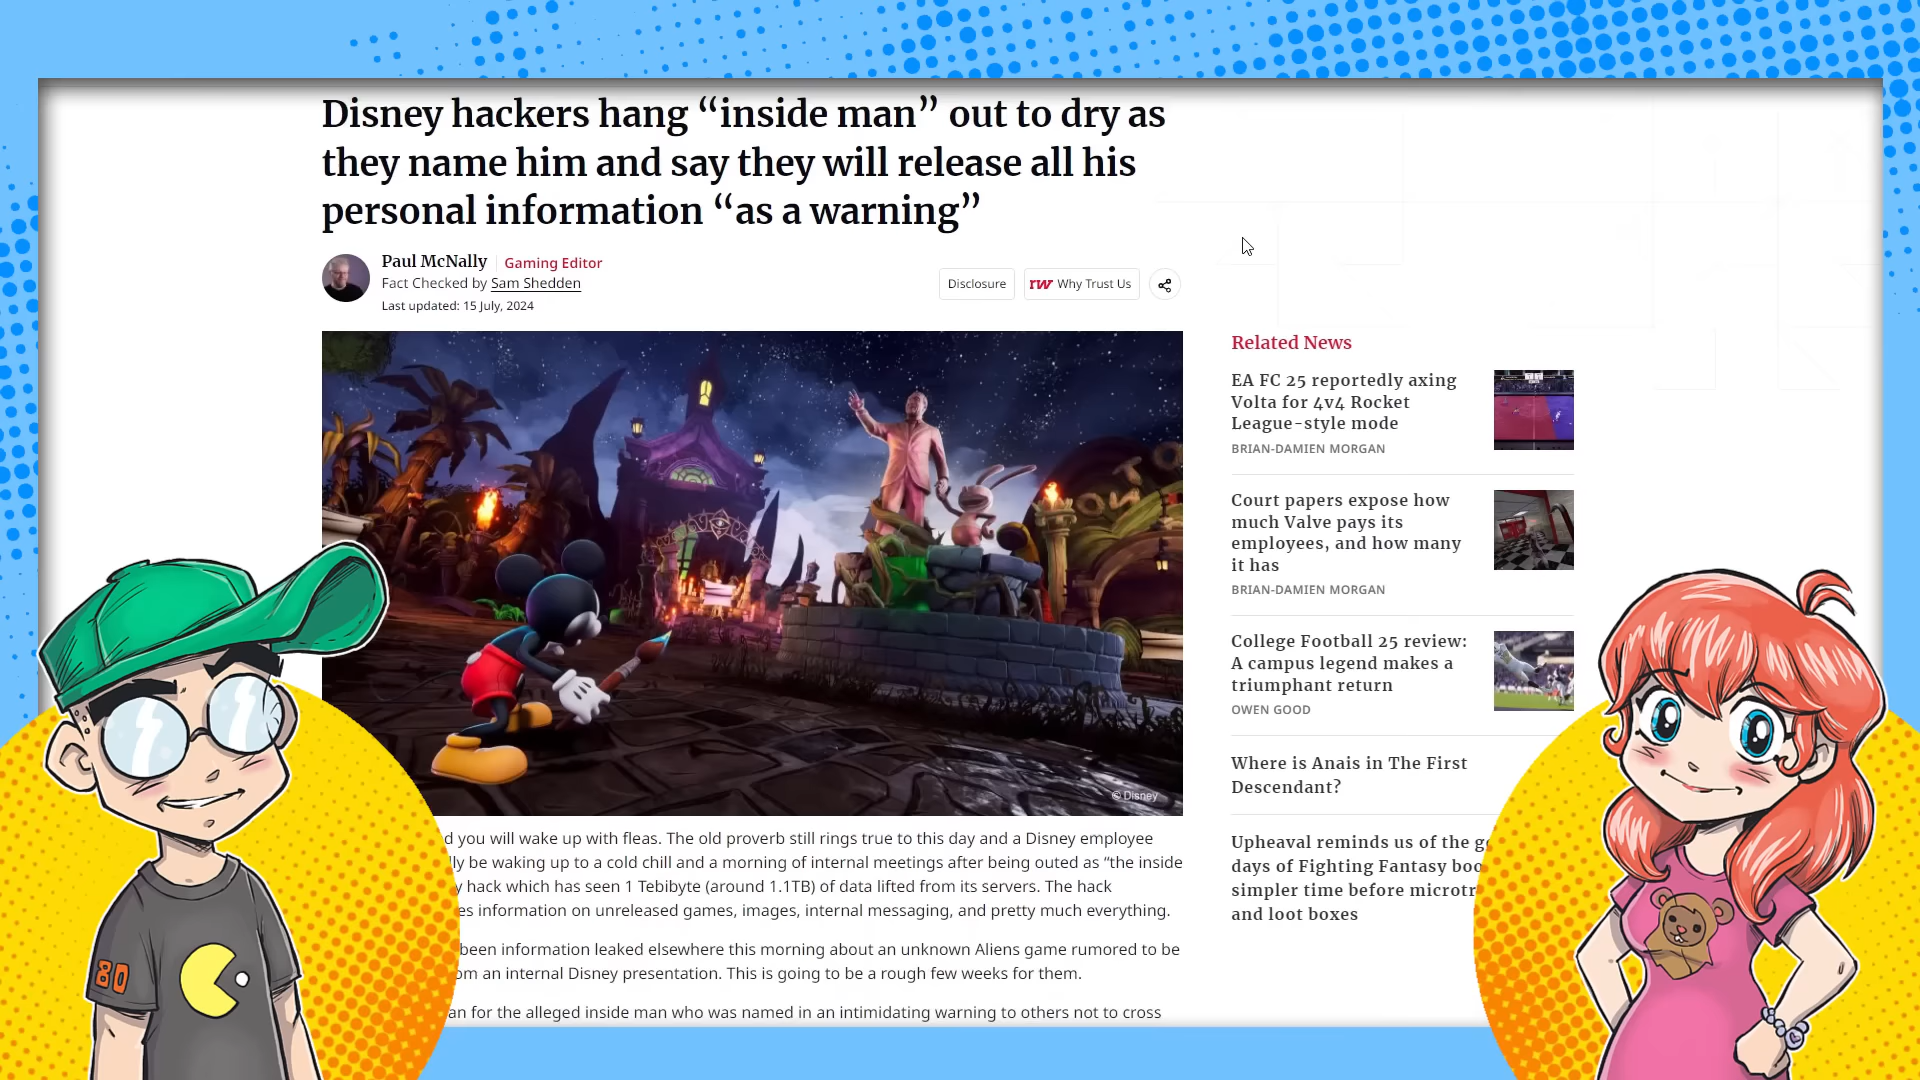 Disney hackers hang “inside man” out to dry as
they name him and say they will release all his
personal information “as a warning”
Paul McNally
Gaming Editor
Fact Checked by Sam Shedden
Last updated: 15 July, 2024
Disclosure
rw Why Trust Us
© Disney
d you will wake up with fleas. The old proverb still rings true to this day and a Disney employee
ly be waking up to a cold chill and a morning of internal meetings after being outed as “the inside
y hack which has seen 1 Tebibyte (around 1.1TB) of data lifted from its servers. The hack
es information on unreleased games, images, internal messaging, and pretty much everything.
been information leaked elsewhere this morning about an unknown Aliens game rumored to be
om an internal Disney presentation. This is going to be a rough few weeks for them.
an for the alleged inside man who was named in an intimidating warning to others not to cross
Related News
EA FC 25 reportedly axing
Volta for 4v4 Rocket
League-style mode
BRIAN-DAMIEN MORGAN
Court papers expose how
much Valve pays its
employees, and how many
it has
BRIAN-DAMIEN MORGAN
College Football 25 review:
A campus legend makes a
triumphant return
OWEN GOOD
Where is Anais in The First
Descendant?
Upheaval reminds us of the g
days of Fighting Fantasy boo
simpler time before microtr
and loot boxes
80